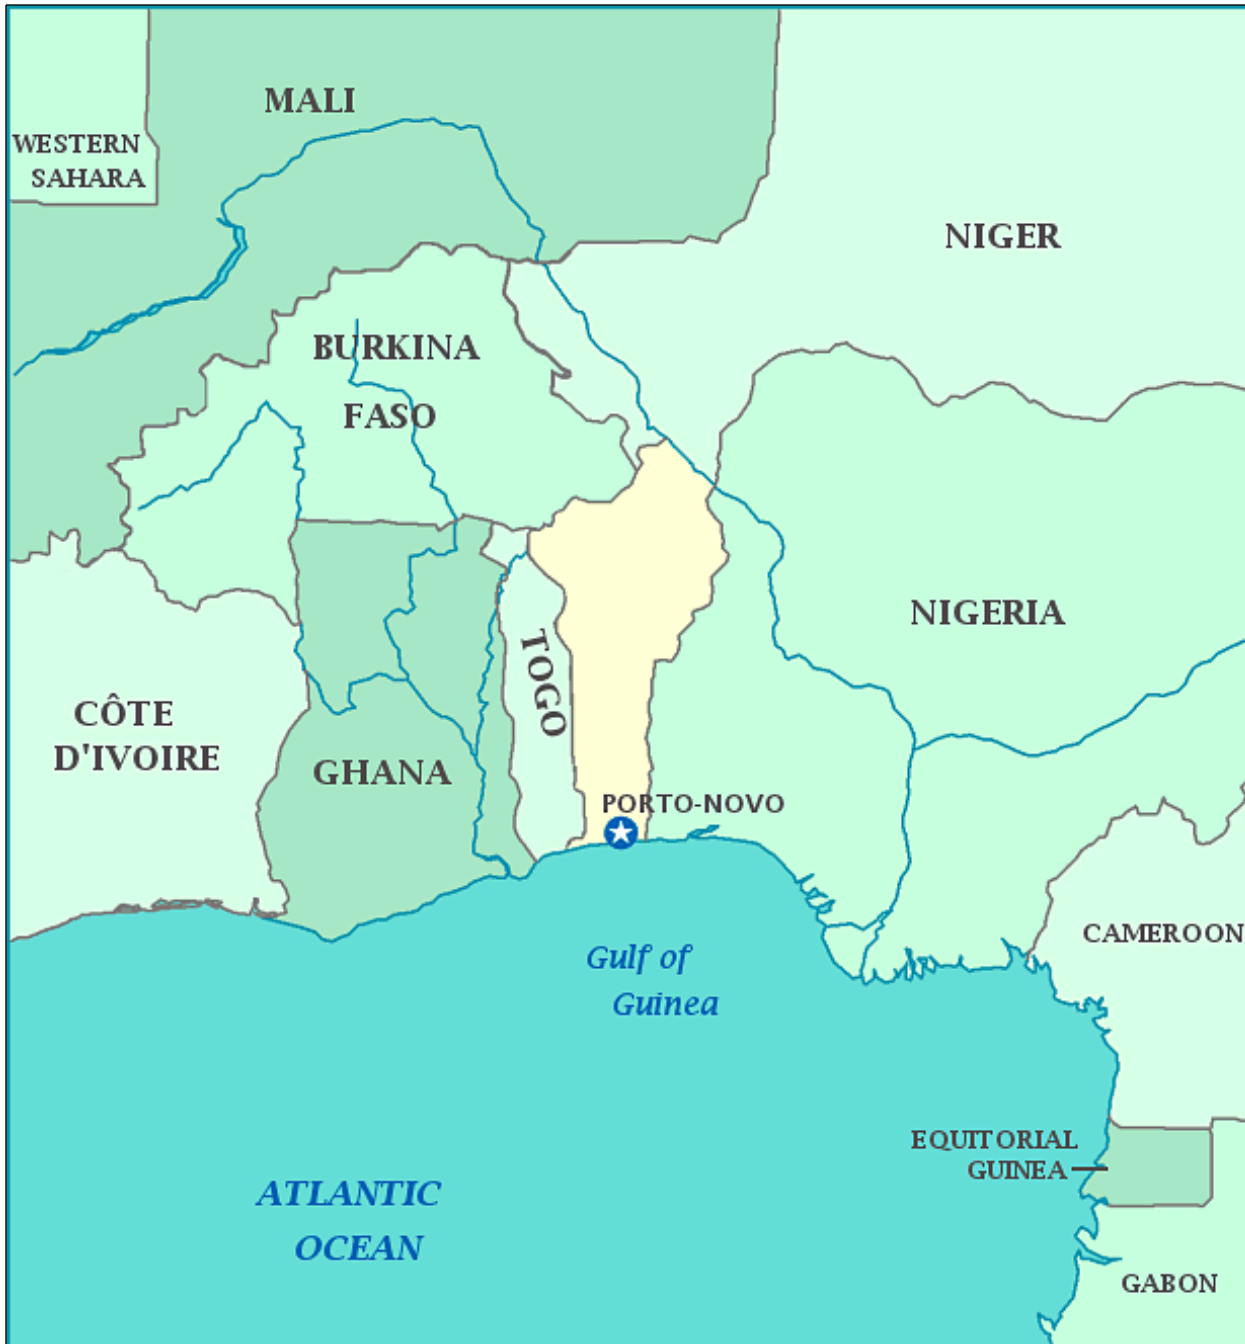 MALI
WESTERN
SAHARA
NIGER
BURKINA
FASO
NIGERIA
TOGO
CÔTE
D'IVOIRE
GHANA
PORTO-NOVO
CAMEROON
Gulf of
Guinea
EQUITORIAL
GUINEA
ATLANTIC
OCEAN
GABON